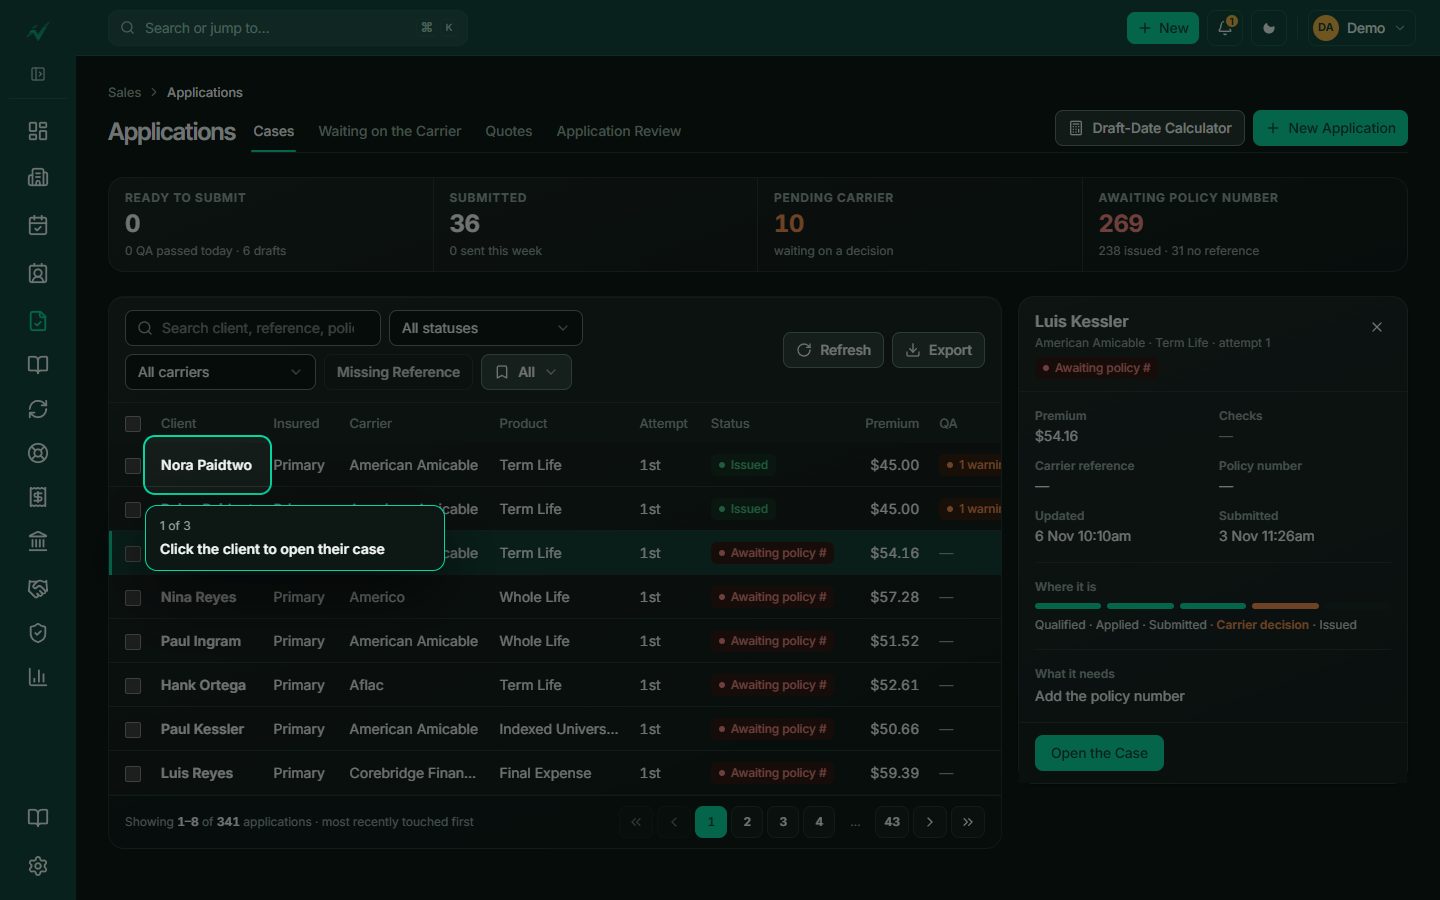 Search or jump to...
⌘ K
New
1
DA
Demo
Sales > Applications
Applications
Cases
Waiting on the Carrier
Quotes
Application Review
Draft-Date Calculator
New Application
READY TO SUBMIT
0
0 QA passed today · 6 drafts
SUBMITTED
36
0 sent this week
PENDING CARRIER
10
waiting on a decision
AWAITING POLICY NUMBER
269
238 issued · 31 no reference
Search client, reference, poli
All statuses
All carriers
Missing Reference
All
Refresh
Export
Client Insured Carrier Product Attempt Status Premium QA
Nora Paidtwo Primary American Amicable Term Life 1st Issued $45.00 1 warnin
cable Term Life 1st Issued $45.00 1 warnin
cable Term Life 1st Awaiting policy # $54.16 —
1 of 3
Click the client to open their case
Nina Reyes Primary Americo Whole Life 1st Awaiting policy # $57.28 —
Paul Ingram Primary American Amicable Whole Life 1st Awaiting policy # $51.52 —
Hank Ortega Primary Aflac Term Life 1st Awaiting policy # $52.61 —
Paul Kessler Primary American Amicable Indexed Univers... 1st Awaiting policy # $50.66 —
Luis Reyes Primary Corebridge Finan... Final Expense 1st Awaiting policy # $59.39 —
Showing 1–8 of 341 applications · most recently touched first
« ‹ 1 2 3 4 ... 43 › »
Luis Kessler
American Amicable · Term Life · attempt 1
Awaiting policy #
Premium
$54.16
Checks
—
Carrier reference
—
Policy number
—
Updated
6 Nov 10:10am
Submitted
3 Nov 11:26am
Where it is
Qualified · Applied · Submitted · Carrier decision · Issued
What it needs
Add the policy number
Open the Case